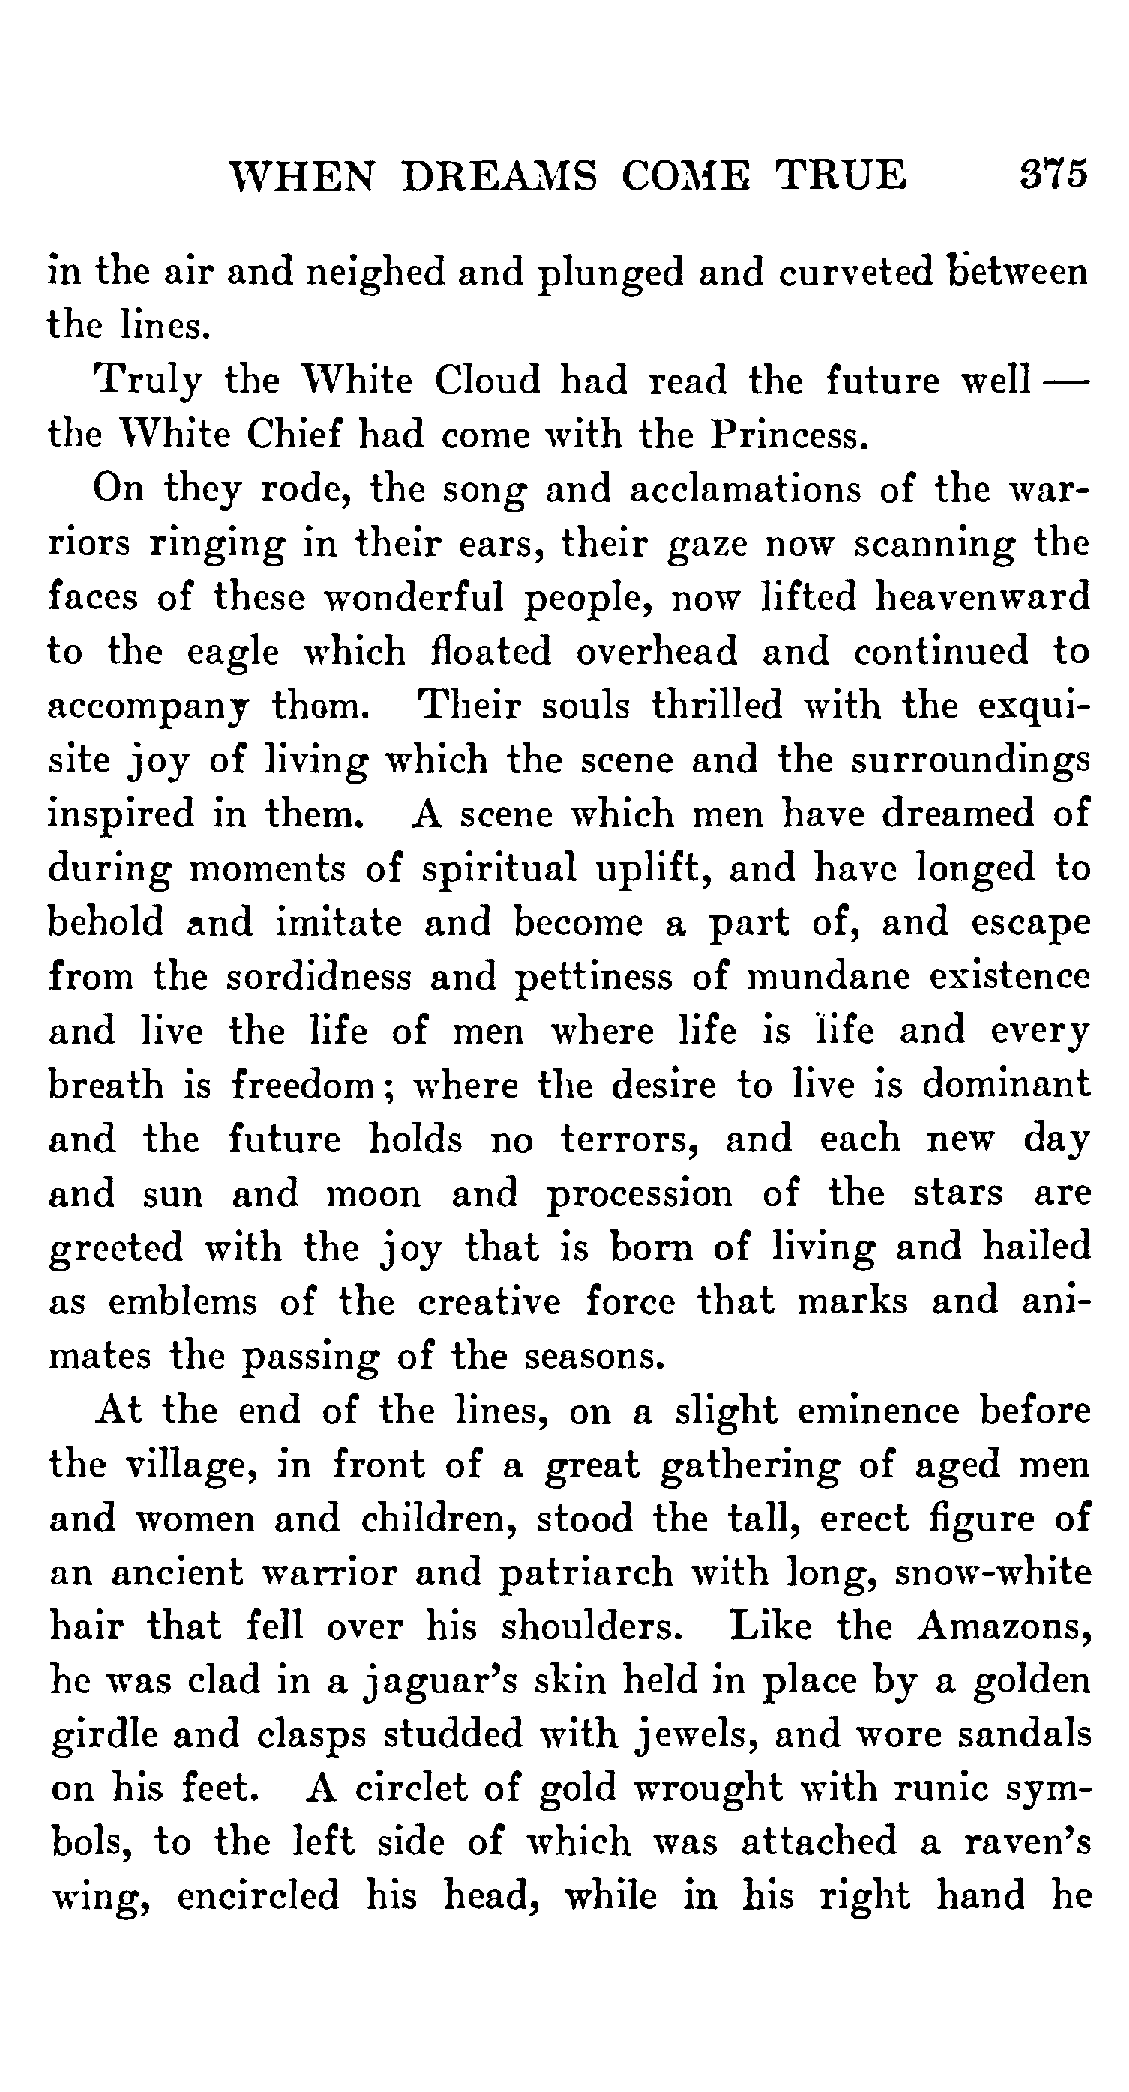 WHEN DREAMS COME TRUE 375
in the air and neighed and plunged and curveted between
the lines.
Truly the White Cloud had read the future well —
the White Chief had come with the Princess.
On they rode, the song and acclamations of the war-
riors ringing in their ears, their gaze now scanning the
faces of these wonderful people, now lifted heavenward
to the eagle which floated overhead and continued to
accompany them. Their souls thrilled with the exqui-
site joy of living which the scene and the surroundings
inspired in them. A scene which men have dreamed of
during moments of spiritual uplift, and have longed to
behold and imitate and become a part of, and escape
from the sordidness and pettiness of mundane existence
and live the life of men where life is life and every
breath is freedom; where the desire to live is dominant
and the future holds no terrors, and each new day
and sun and moon and procession of the stars are
greeted with the joy that is born of living and hailed
as emblems of the creative force that marks and ani-
mates the passing of the seasons.
At the end of the lines, on a slight eminence before
the village, in front of a great gathering of aged men
and women and children, stood the tall, erect figure of
an ancient warrior and patriarch with long, snow-white
hair that fell over his shoulders. Like the Amazons,
he was clad in a jaguar's skin held in place by a golden
girdle and clasps studded with jewels, and wore sandals
on his feet. A circlet of gold wrought with runic sym-
bols, to the left side of which was attached a raven's
wing, encircled his head, while in his right hand he